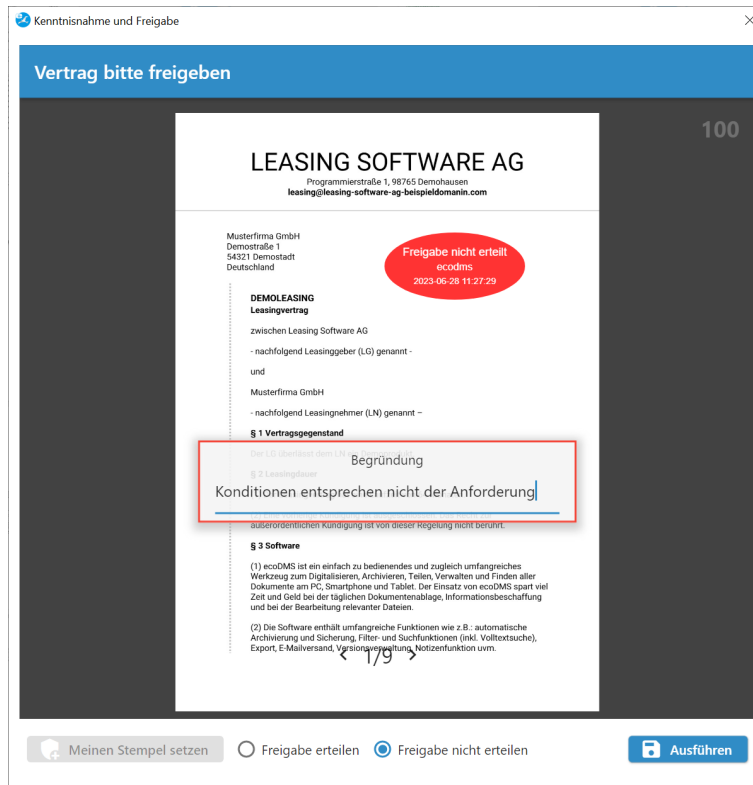 Kenntnisnahme und Freigabe
Vertrag bitte freigeben
100
LEASING SOFTWARE AG
Programmierstraße 1, 98765 Demohausen
leasing@leasing-software-ag-beispieldomanin.com
Musterfirma GmbH
Demostraße 1
54321 Demostadt
Deutschland
Freigabe nicht erteilt
ecodms
2023-06-28 11:27:29
DEMOLEASING
Leasingvertrag
zwischen Leasing Software AG
- nachfolgend Leasinggeber (LG) genannt -
und
Musterfirma GmbH
- nachfolgend Leasingnehmer (LN) genannt –
§ 1 Vertragsgegenstand
Der LG überlässt dem LN
Begründung
§ 2 Leasingdauer
Konditionen entsprechen nicht der Anforderung
außerordentlichen Kündigung ist von dieser Regelung nicht berührt.
§ 3 Software
(1) ecoDMS ist ein einfach zu bedienendes und zugleich umfangreiches
Werkzeug zum Digitalisieren, Archivieren, Teilen, Verwalten und Finden aller
Dokumente am PC, Smartphone und Tablet. Der Einsatz von ecoDMS spart viel
Zeit und Geld bei der täglichen Dokumentenablage, Informationsbeschaffung
und bei der Bearbeitung relevanter Dateien.
(2) Die Software enthält umfangreiche Funktionen wie z.B.: automatische
Archivierung und Sicherung, Filter- und Suchfunktionen (inkl. Volltextsuche),
Export, E-Mailversand, Versionsverwaltung, Notizenfunktion uvm.
1/9
Meinen Stempel setzen
Freigabe erteilen
Freigabe nicht erteilen
Ausführen